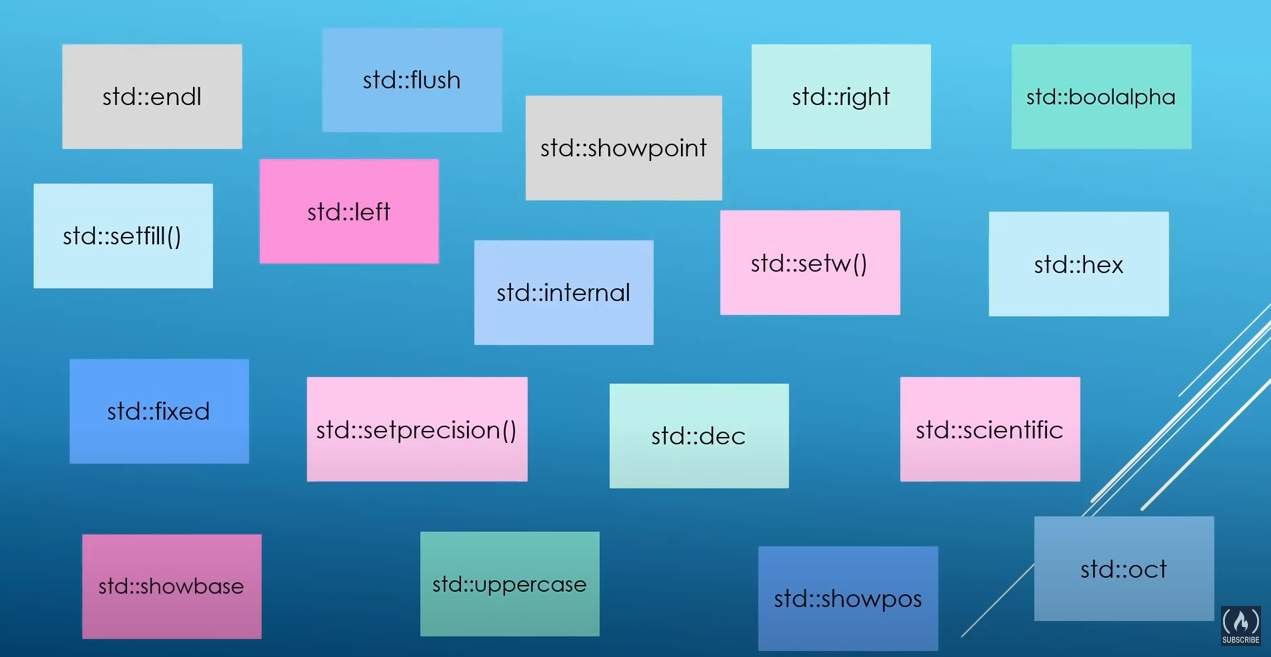 std::endl
std::flush
std::showpoint
std::right
std::boolalpha
std::setfill()
std::left
std::internal
std::setw()
std::hex
std::fixed
std::setprecision()
std::dec
std::scientific
std::showbase
std::uppercase
std::showpos
std::oct
SUBSCRIBE